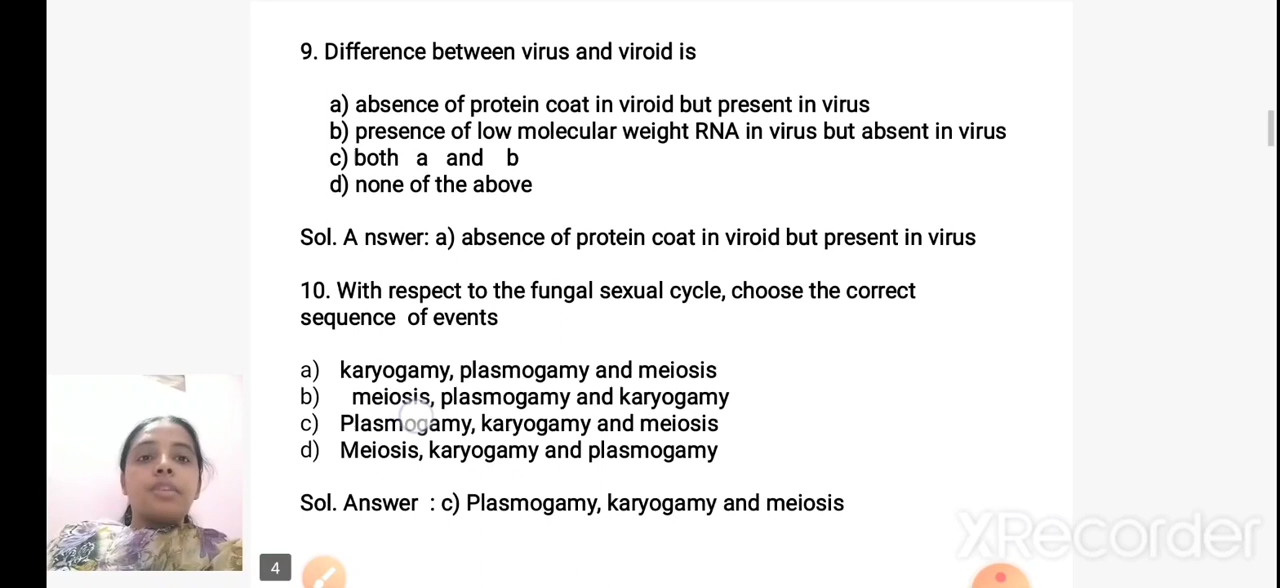 9. Difference between virus and viroid is
a) absence of protein coat in viroid but present in virus
b) presence of low molecular weight RNA in virus but absent in virus
c) both a and b
d) none of the above
Sol. A nswer: a) absence of protein coat in viroid but present in virus
10. With respect to the fungal sexual cycle, choose the correct
sequence of events
a) karyogamy, plasmogamy and meiosis
b) meiosis, plasmogamy and karyogamy
c) Plasmogamy, karyogamy and meiosis
d) Meiosis, karyogamy and plasmogamy
Sol. Answer : c) Plasmogamy, karyogamy and meiosis
4
XRecorder